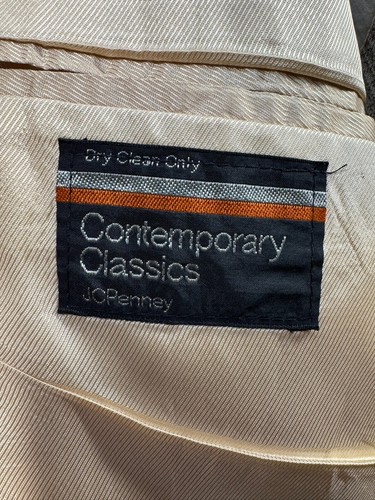 Dry Clean Only
Contemporary
Classics
JCPenney